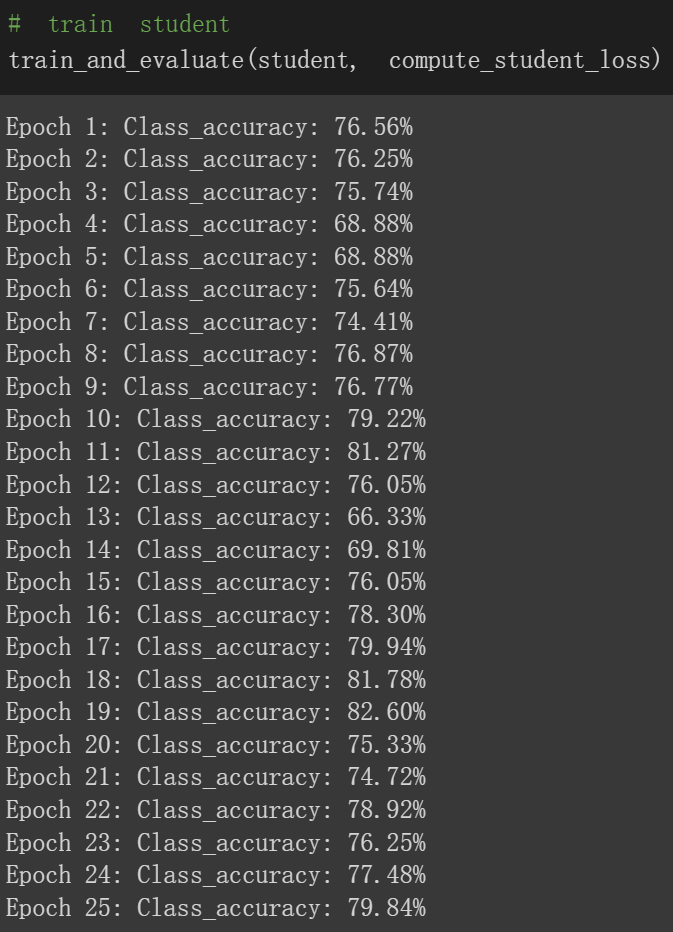 # train student
train_and_evaluate(student, compute_student_loss)
Epoch 1: Class_accuracy: 76.56%
Epoch 2: Class_accuracy: 76.25%
Epoch 3: Class_accuracy: 75.74%
Epoch 4: Class_accuracy: 68.88%
Epoch 5: Class_accuracy: 68.88%
Epoch 6: Class_accuracy: 75.64%
Epoch 7: Class_accuracy: 74.41%
Epoch 8: Class_accuracy: 76.87%
Epoch 9: Class_accuracy: 76.77%
Epoch 10: Class_accuracy: 79.22%
Epoch 11: Class_accuracy: 81.27%
Epoch 12: Class_accuracy: 76.05%
Epoch 13: Class_accuracy: 66.33%
Epoch 14: Class_accuracy: 69.81%
Epoch 15: Class_accuracy: 76.05%
Epoch 16: Class_accuracy: 78.30%
Epoch 17: Class_accuracy: 79.94%
Epoch 18: Class_accuracy: 81.78%
Epoch 19: Class_accuracy: 82.60%
Epoch 20: Class_accuracy: 75.33%
Epoch 21: Class_accuracy: 74.72%
Epoch 22: Class_accuracy: 78.92%
Epoch 23: Class_accuracy: 76.25%
Epoch 24: Class_accuracy: 77.48%
Epoch 25: Class_accuracy: 79.84%